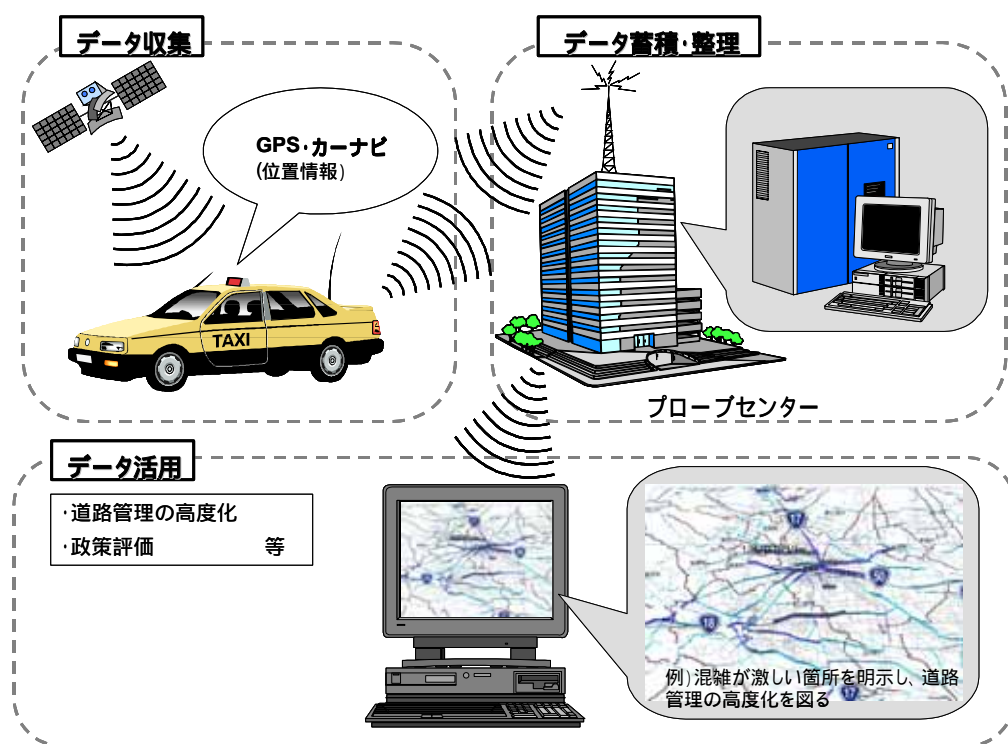 データ収集
GPS・カーナビ
(位置情報)
TAXI
データ蓄積・整理
プローブセンター
データ活用
・道路管理の高度化
・政策評価 等
17
50
18
例)混雑が激しい箇所を明示し、道路
管理の高度化を図る